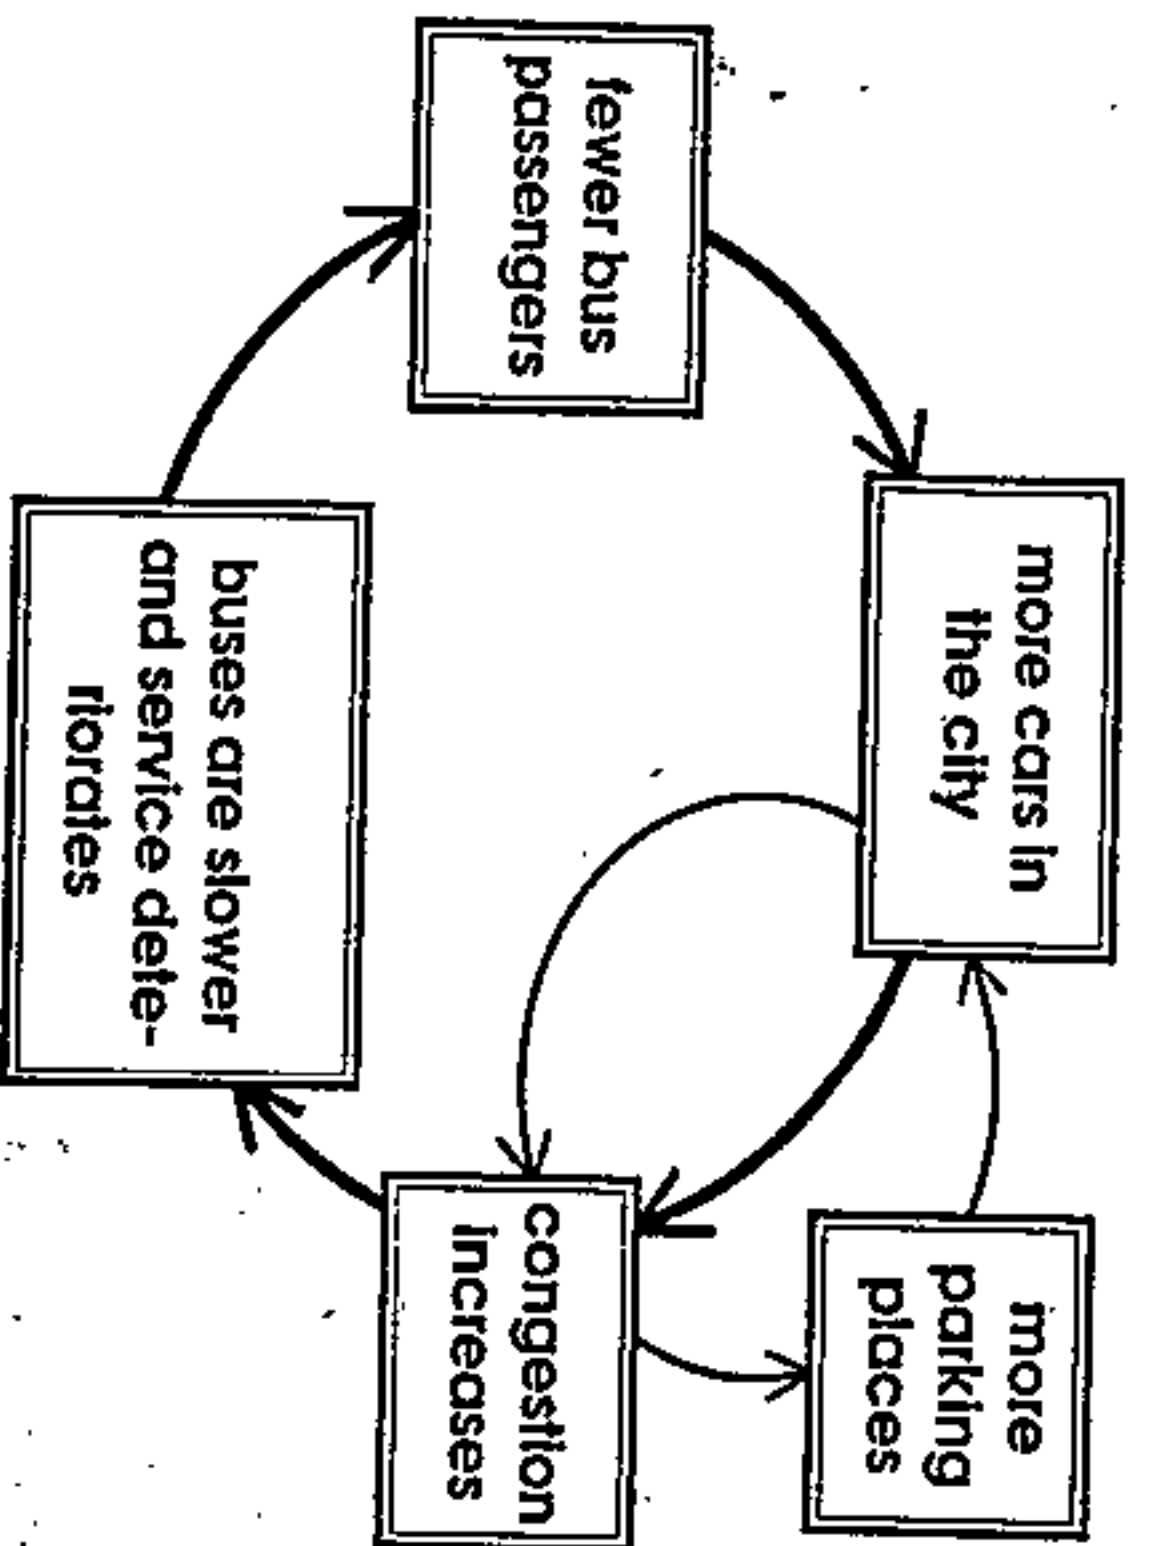 more cars in
the city
fewer bus
passengers
more
parking
places
congestion
increases
buses are slower
and service dete-
riorates